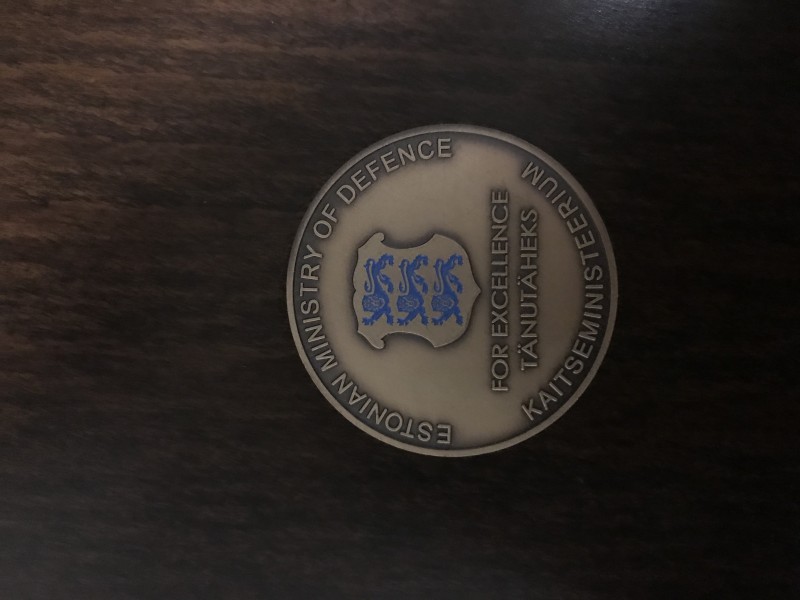 ESTONIAN MINISTRY OF DEFENCE
FOR EXCELLENCE
TÄNUTÄHEKS
KAITSEMINISTEERIUM